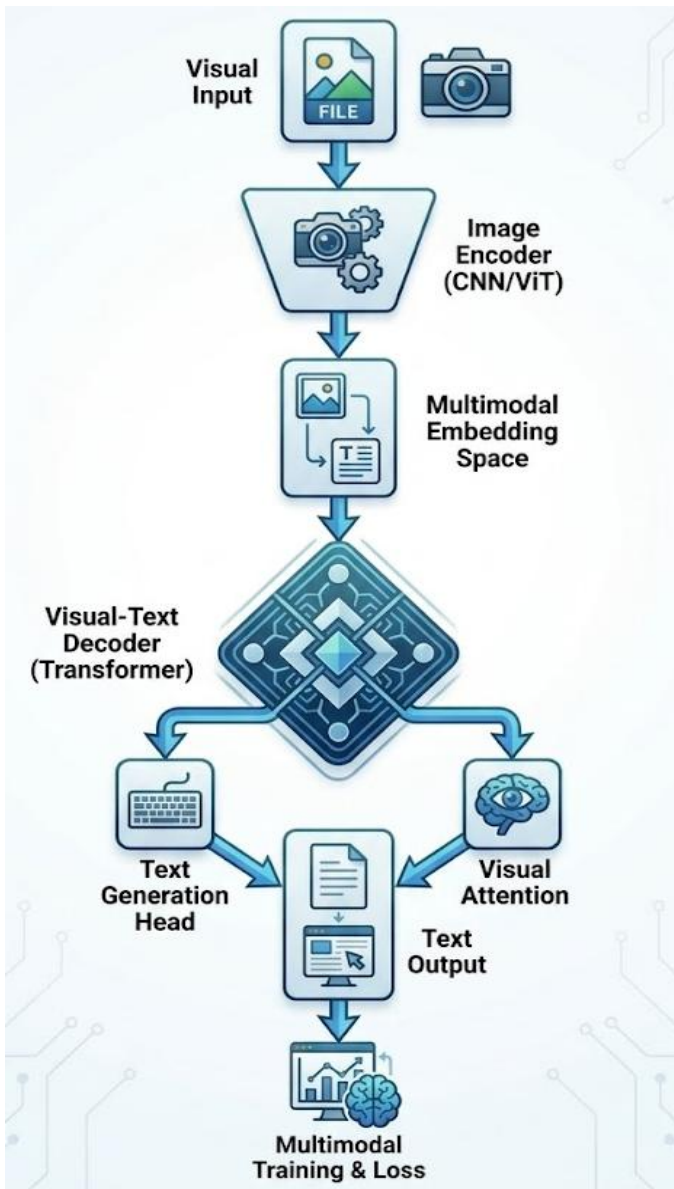 Visual
Input
FILE
Image
Encoder
(CNN/ViT)
Multimodal
Embedding
Space
T
Visual-Text
Decoder
(Transformer)
Text
Generation
Head
Visual
Attention
Text
Output
Multimodal
Training & Loss